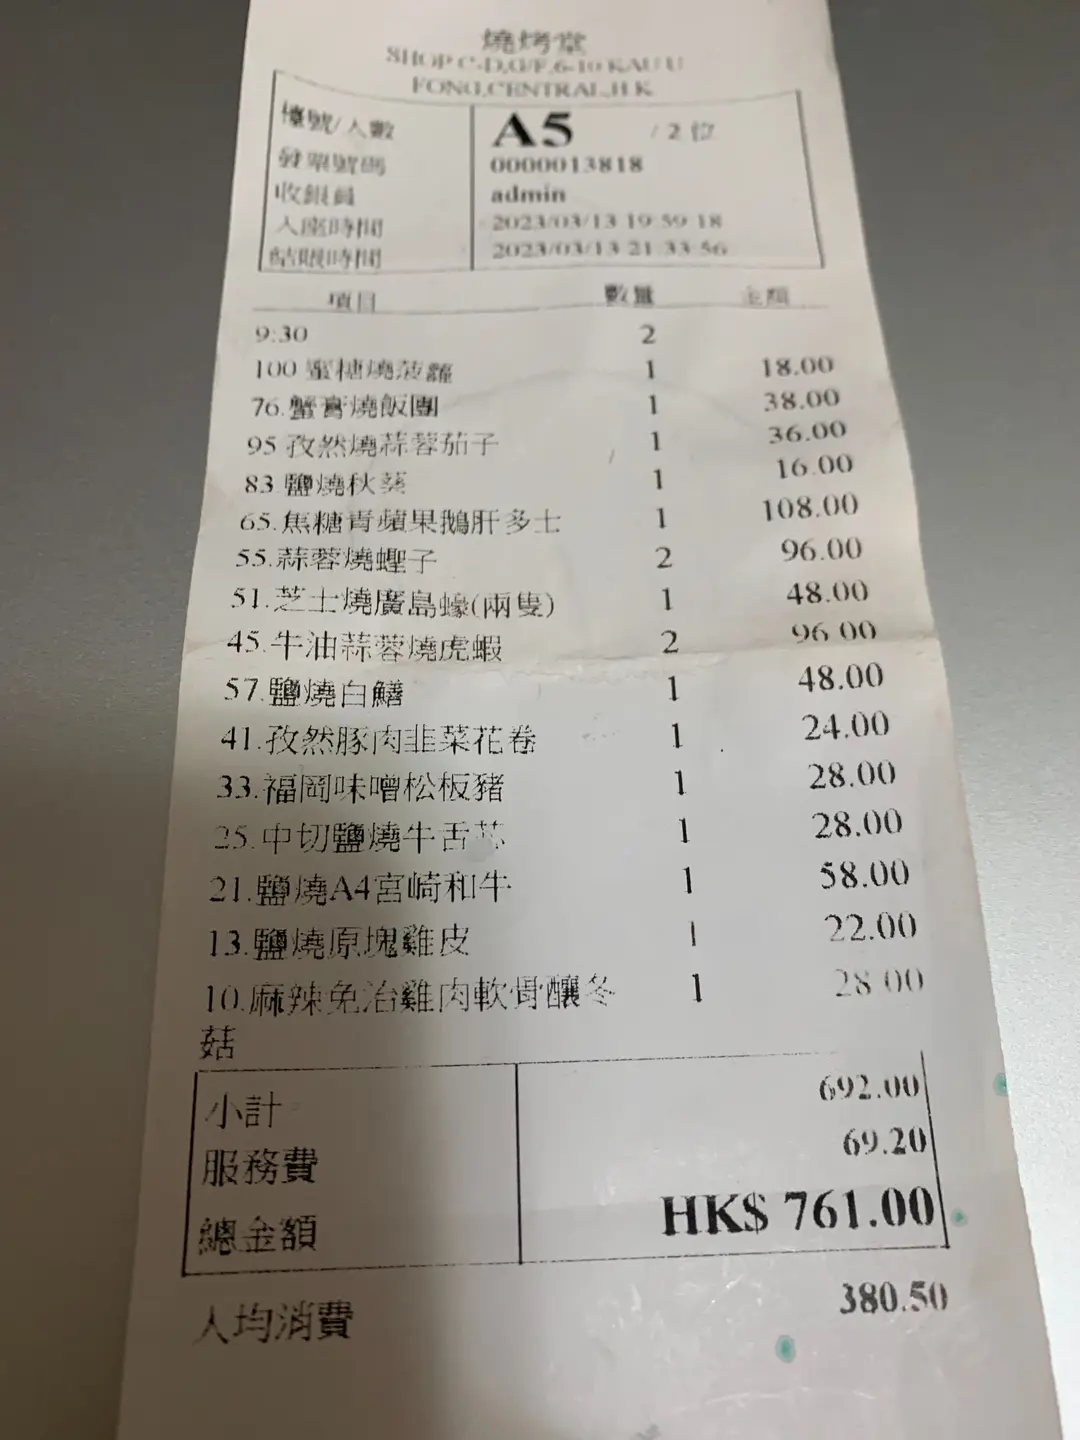 燒烤堂
SHOP C-D,G/F,6-10 KAU U
FONG,CENTRAL,H.K
檯號/人數 A5 / 2 位
發票號碼 0000013818
收銀員 admin
入座時間 2023/03/13 19:59:18
結賬時間 2023/03/13 21:33:56
項目 數量 金額
9:30 2
100 蜜糖燒菠蘿 1 18.00
76.蟹膏燒飯團 1 38.00
95 孜然燒蒜蓉茄子 1 36.00
83 鹽燒秋葵 1 16.00
65.焦糖青蘋果鵝肝多士 1 108.00
55.蒜蓉燒蟶子 2 96.00
51.芝士燒廣島蠔(兩隻) 1 48.00
45.牛油蒜蓉燒虎蝦 2 96.00
57.鹽燒白鱔 1 48.00
41.孜然豚肉韭菜花卷 1 24.00
33.福岡味噌松板豬 1 28.00
25.中切鹽燒牛舌芯 1 28.00
21.鹽燒A4宮崎和牛 1 58.00
13.鹽燒原塊雞皮 1 22.00
10.麻辣免治雞肉軟骨釀冬 1 28.00
菇
小計 692.00
服務費 69.20
總金額 HK$ 761.00
人均消費 380.50